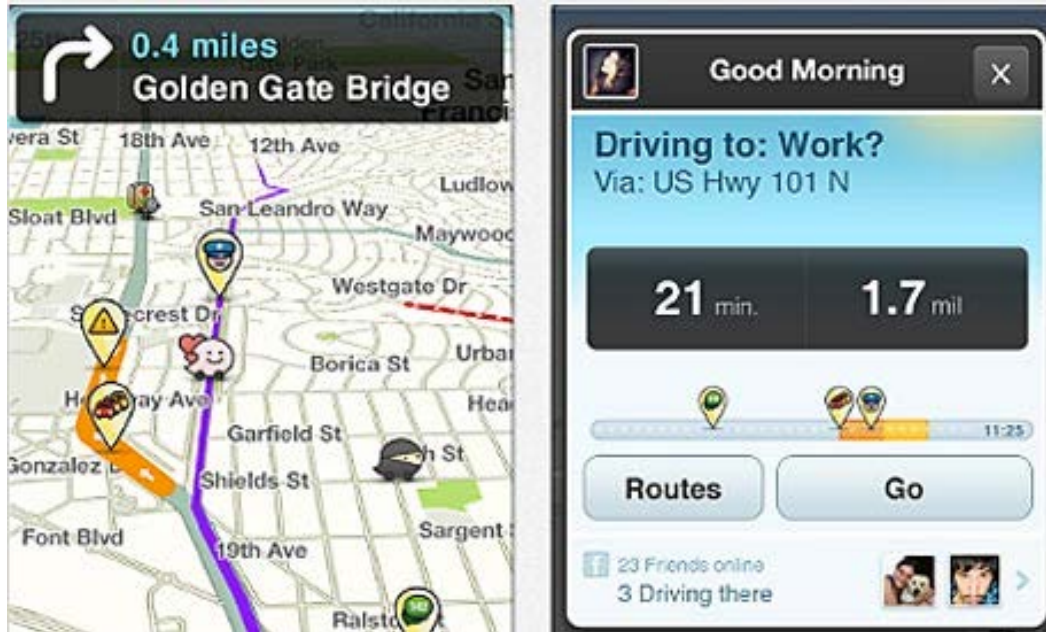 0.4 miles
Golden Gate Bridge
18th Ave
12th Ave
Sloat Blvd
San Leandro Way
Westgate Dr
Borica St
Garfield St
Shields St
Font Blvd
19th Ave
Sargent
Good Morning
Driving to: Work?
Via: US Hwy 101 N
21 min.
1.7 mil
11:25
Routes
Go
23 Friends online
3 Driving there